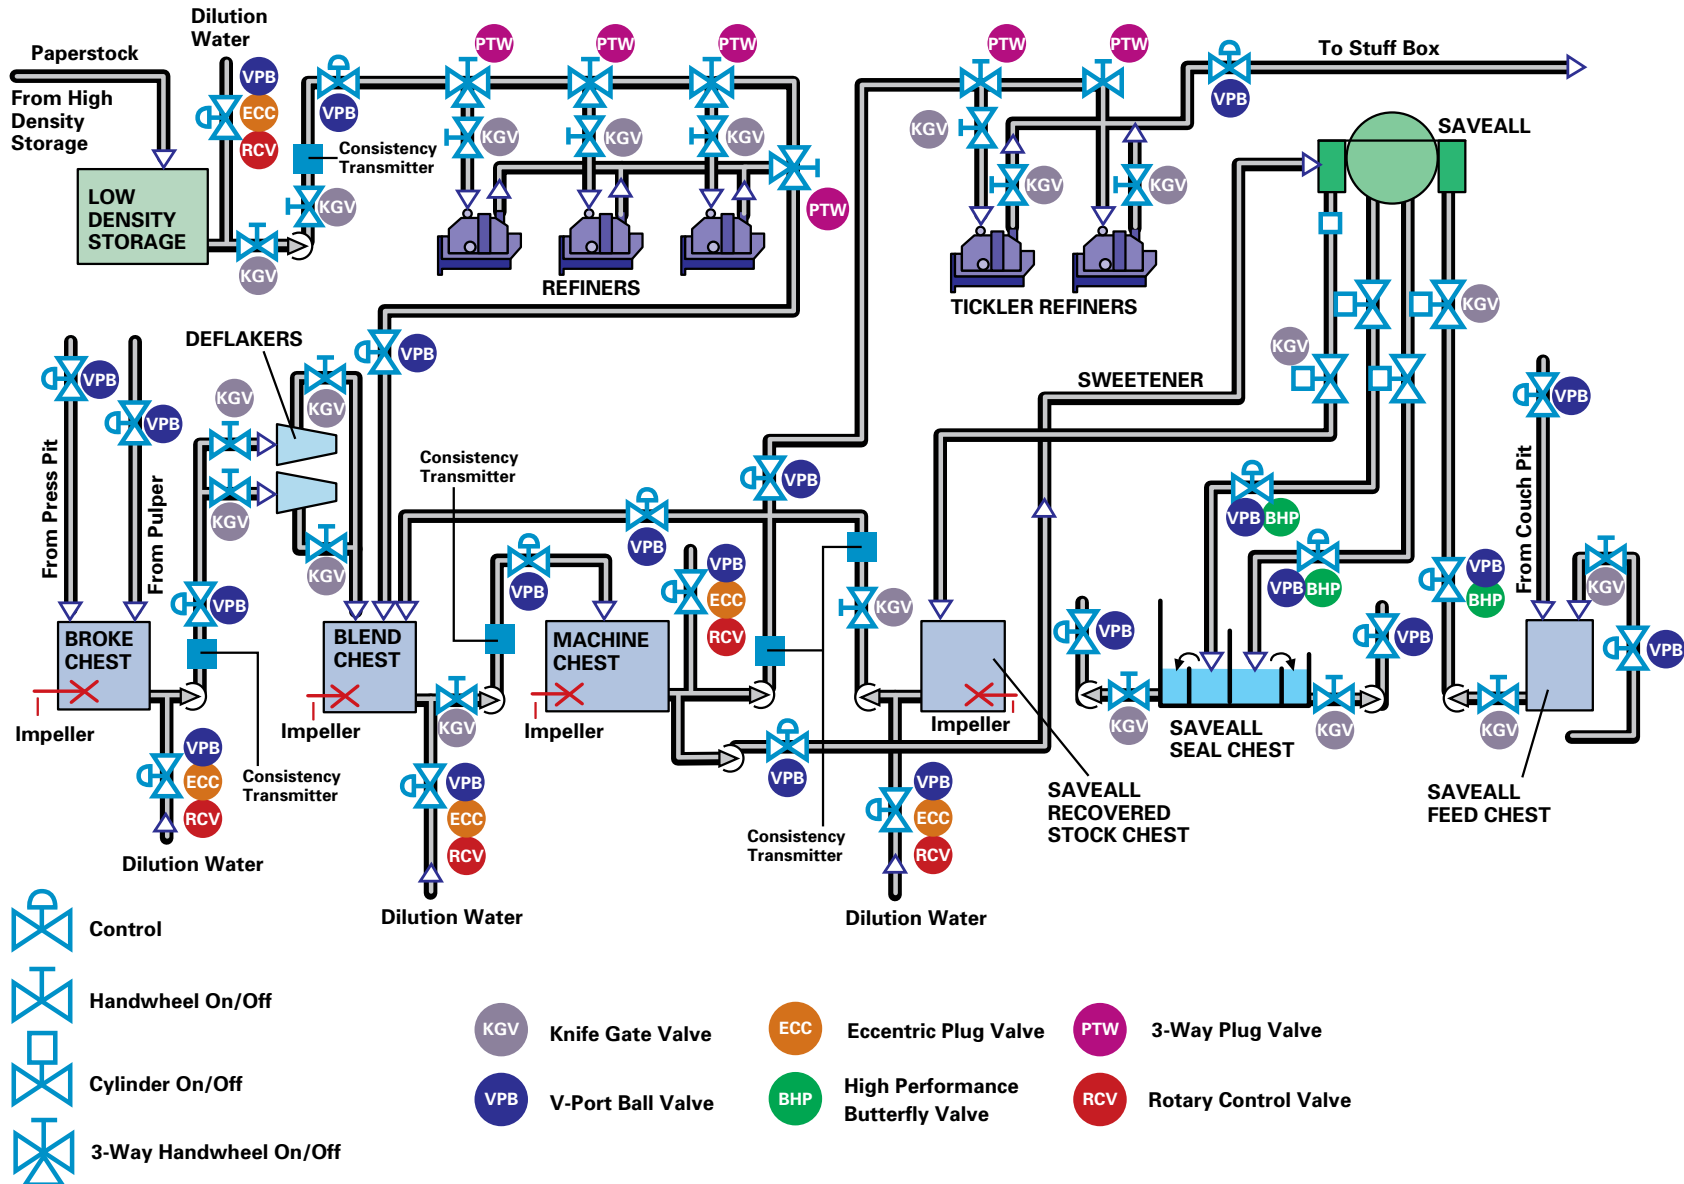 Dilution
Water
Paperstock
From High
Density
Storage
VPB
ECC
RCV
LOW
DENSITY
STORAGE
KGV
KGV
VPB
Consistency
Transmitter
PTW
PTW
PTW
KGV
KGV
KGV
PTW
REFINERS
PTW
PTW
KGV
KGV
KGV
TICKLER REFINERS
VPB
To Stuff Box
SAVEALL
KGV
KGV
SWEETENER
DEFLAKERS
VPB
VPB
From Press Pit
From Pulper
KGV
KGV
KGV
KGV
VPB
VPB
BROKE
CHEST
Impeller
VPB
ECC
RCV
Dilution Water
Consistency
Transmitter
BLEND
CHEST
Impeller
KGV
VPB
ECC
RCV
Dilution Water
Consistency
Transmitter
VPB
VPB
MACHINE
CHEST
Impeller
VPB
ECC
RCV
VPB
VPB
Consistency
Transmitter
KGV
Impeller
VPB
ECC
RCV
Dilution Water
SAVEALL
RECOVERED
STOCK CHEST
VPB
BHP
VPB
BHP
VPB
VPB
KGV
KGV
SAVEALL
SEAL CHEST
VPB
BHP
From Couch Pit
VPB
KGV
VPB
KGV
SAVEALL
FEED CHEST
Control
Handwheel On/Off
Cylinder On/Off
3-Way Handwheel On/Off
KGV Knife Gate Valve
VPB V-Port Ball Valve
ECC Eccentric Plug Valve
BHP High Performance
Butterfly Valve
PTW 3-Way Plug Valve
RCV Rotary Control Valve